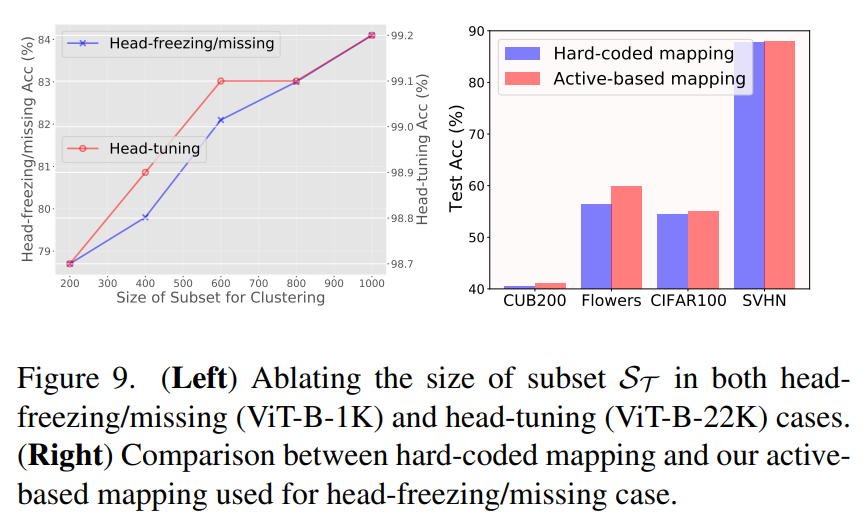 Head-freezing/missing
Head-tuning
Head-freezing/missing Acc (%)
84
83
82
81
80
79
99.2
99.1
99.0
98.9
98.8
98.7
Head-tuning Acc (%)
200 300 400 500 600 700 800 900 1000
Size of Subset for Clustering
Hard-coded mapping
Active-based mapping
Test Acc (%)
90
80
70
60
50
40
CUB200 Flowers CIFAR100 SVHN
Figure 9. (Left) Ablating the size of subset 𝒮𝒯 in both head-
freezing/missing (ViT-B-1K) and head-tuning (ViT-B-22K) cases.
(Right) Comparison between hard-coded mapping and our active-
based mapping used for head-freezing/missing case.